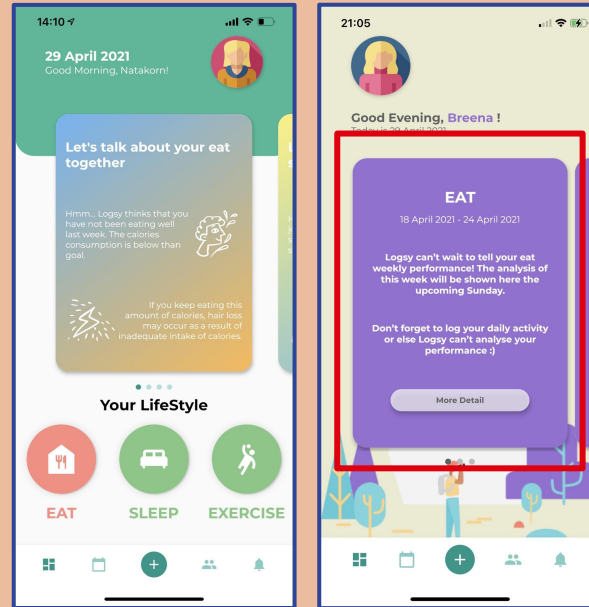 14:10
29 April 2021
Good Morning, Natakorn!
Let's talk about your eat
together
Hmm... Logsy thinks that you
have not been eating well
last week. The calories
consumption is below than
goal.
If you keep eating this
amount of calories, hair loss
may occur as a result of
inadequate intake of calories.
Your LifeStyle
EAT
SLEEP
EXERCISE
21:05
Good Evening, Breena !
Today is 29 April 2021
EAT
18 April 2021 - 24 April 2021
Logsy can't wait to tell your eat
weekly performance! The analysis of
this week will be shown here the
upcoming Sunday.
Don't forget to log your daily activity
or else Logsy can't analyse your
performance :)
More Detail